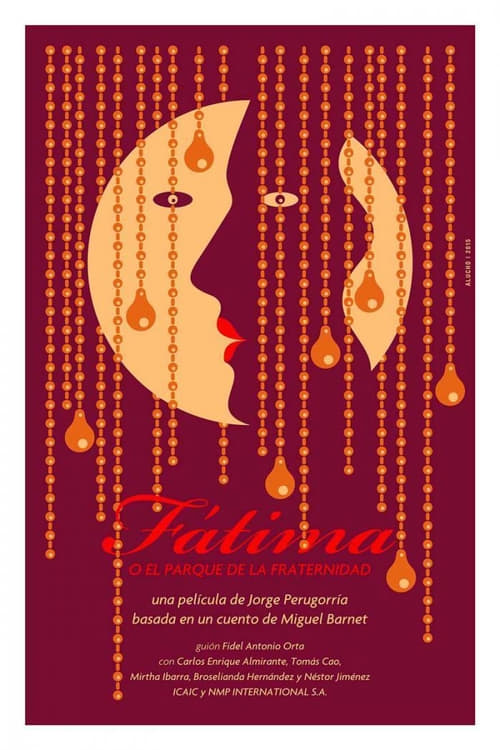 ALUCHO | 2015
Fátima
O EL PARQUE DE LA FRATERNIDAD
una película de Jorge Perugorría
basada en un cuento de Miguel Barnet
guión Fidel Antonio Orta
con Carlos Enrique Almirante, Tomás Cao,
Mirtha Ibarra, Broselianda Hernández y Néstor Jiménez
ICAIC y NMP INTERNATIONAL S.A.